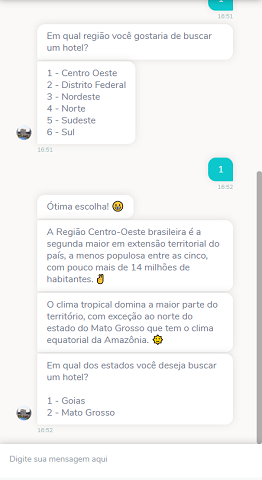 1
16:51
Em qual região você gostaria de buscar
um hotel?
1 - Centro Oeste
2 - Distrito Federal
3 - Nordeste
4 - Norte
5 - Sudeste
6 - Sul
16:51
1
16:52
Ótima escolha!
A Região Centro-Oeste brasileira é a
segunda maior em extensão territorial do
país, a menos populosa entre as cinco,
com pouco mais de 14 milhões de
habitantes.
O clima tropical domina a maior parte do
território, com exceção ao norte do
estado do Mato Grosso que tem o clima
equatorial da Amazônia.
Em qual dos estados você deseja buscar
um hotel?
1 - Goias
2 - Mato Grosso
16:52
Digite sua mensagem aqui